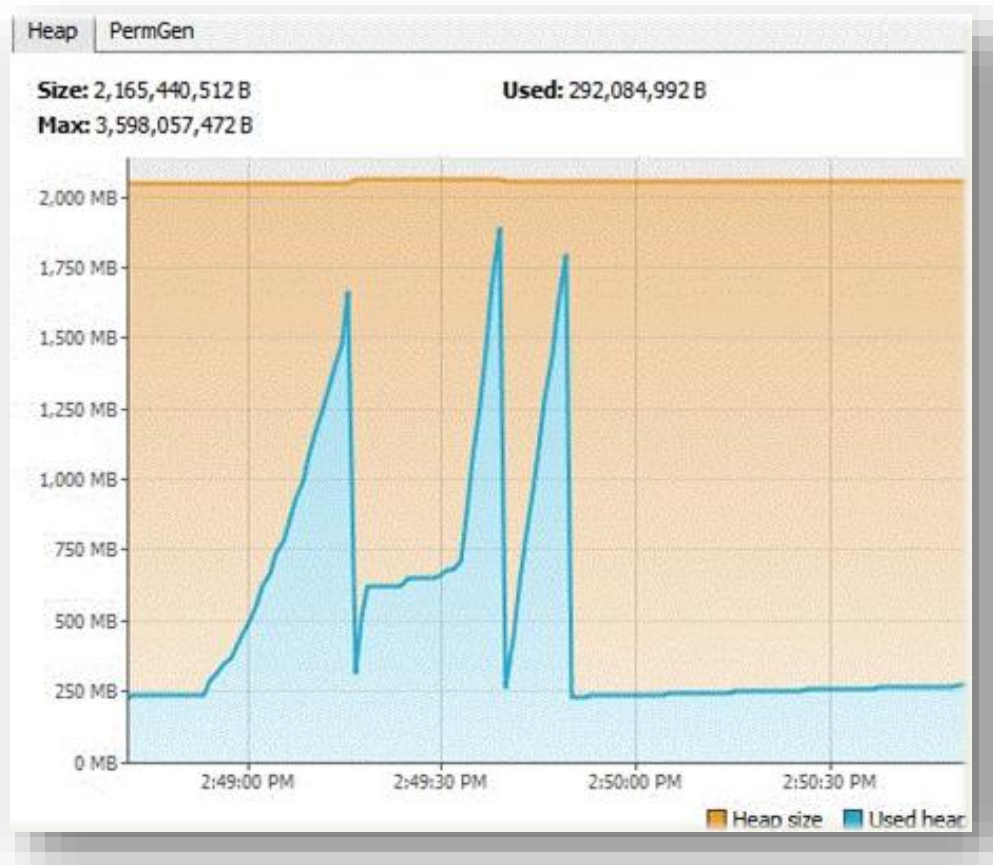 Heap PermGen
Size: 2,165,440,512 B Used: 292,084,992 B
Max: 3,598,057,472 B
2,000 MB
1,750 MB
1,500 MB
1,250 MB
1,000 MB
750 MB
500 MB
250 MB
0 MB
2:49:00 PM 2:49:30 PM 2:50:00 PM 2:50:30 PM
Heap size Used heap